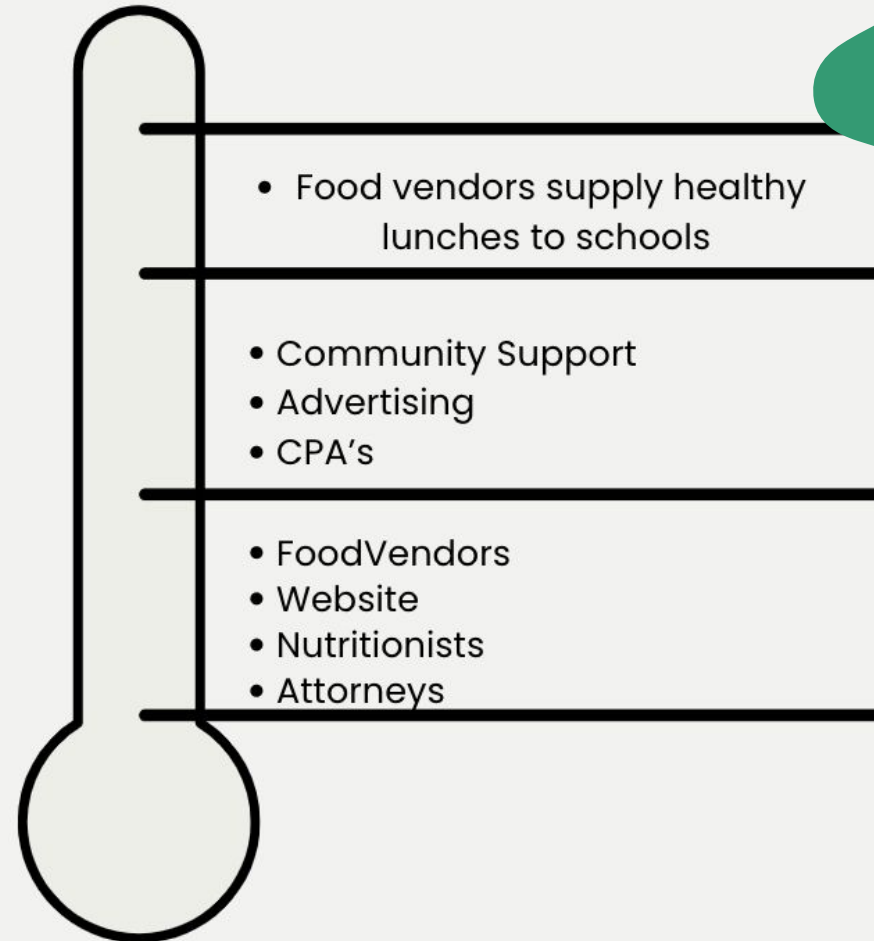 • Food vendors supply healthy
lunches to schools
• Community Support
• Advertising
• CPA’s
• FoodVendors
• Website
• Nutritionists
• Attorneys